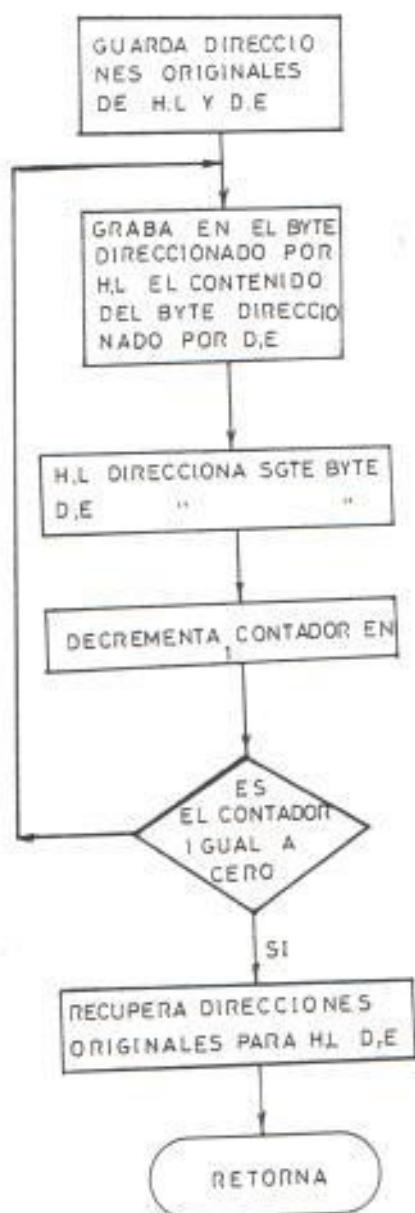 GUARDA DIRECCIO
NES ORIGINALES
DE H.L Y D.E
GRABA EN EL BYTE
DIRECCIONADO POR
H,L EL CONTENIDO
DEL BYTE DIRECCIO
NADO POR D,E
H.L DIRECCIONA SGTE BYTE
D,E " "
DECREMENTA CONTADOR EN
1
ES
EL CONTADOR
IGUAL A
CERO
SI
RECUPERA DIRECCIONES
ORIGINALES PARA H,L D,E
RETORNA